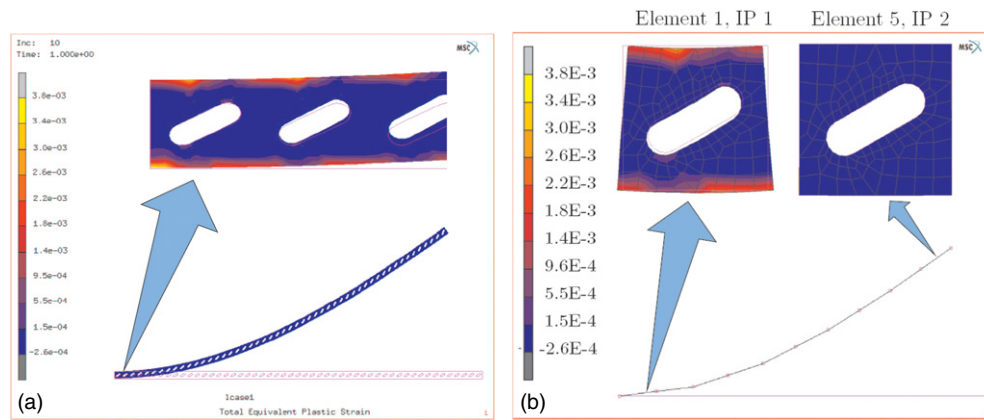 Inc: 10
Time: 1.000e+00
MSC
3.8e-03
3.4e-03
3.0e-03
2.6e-03
2.2e-03
1.8e-03
1.4e-03
9.5e-04
5.5e-04
1.5e-04
-2.6e-04
lcase1
Total Equivalent Plastic Strain
1
(a)
Element 1, IP 1
Element 5, IP 2
MSC
3.8E-3
3.4E-3
3.0E-3
2.6E-3
2.2E-3
1.8E-3
1.4E-3
9.6E-4
5.5E-4
1.5E-4
-2.6E-4
(b)